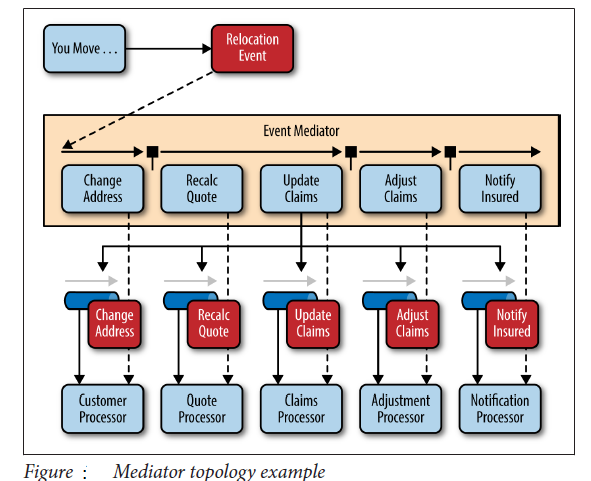 You Move . . .
Relocation
Event
Event Mediator
Change
Address
Recalc
Quote
Update
Claims
Adjust
Claims
Notify
Insured
Change
Address
Recalc
Quote
Update
Claims
Adjust
Claims
Notify
Insured
Customer
Processor
Quote
Processor
Claims
Processor
Adjustment
Processor
Notification
Processor
Figure : Mediator topology example